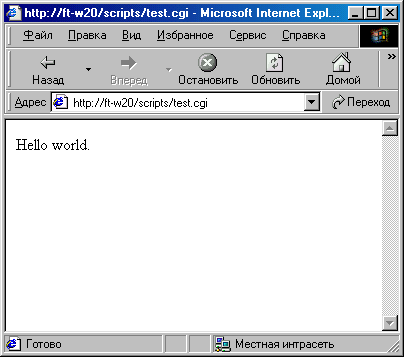 http://ft-w20/scripts/test.cgi - Microsoft Internet Expl...
Файл Правка Вид Избранное Сервис Справка
Назад Вперед Остановить Обновить Домой »
Адрес http://ft-w20/scripts/test.cgi Переход
Hello world.
Готово Местная интрасеть